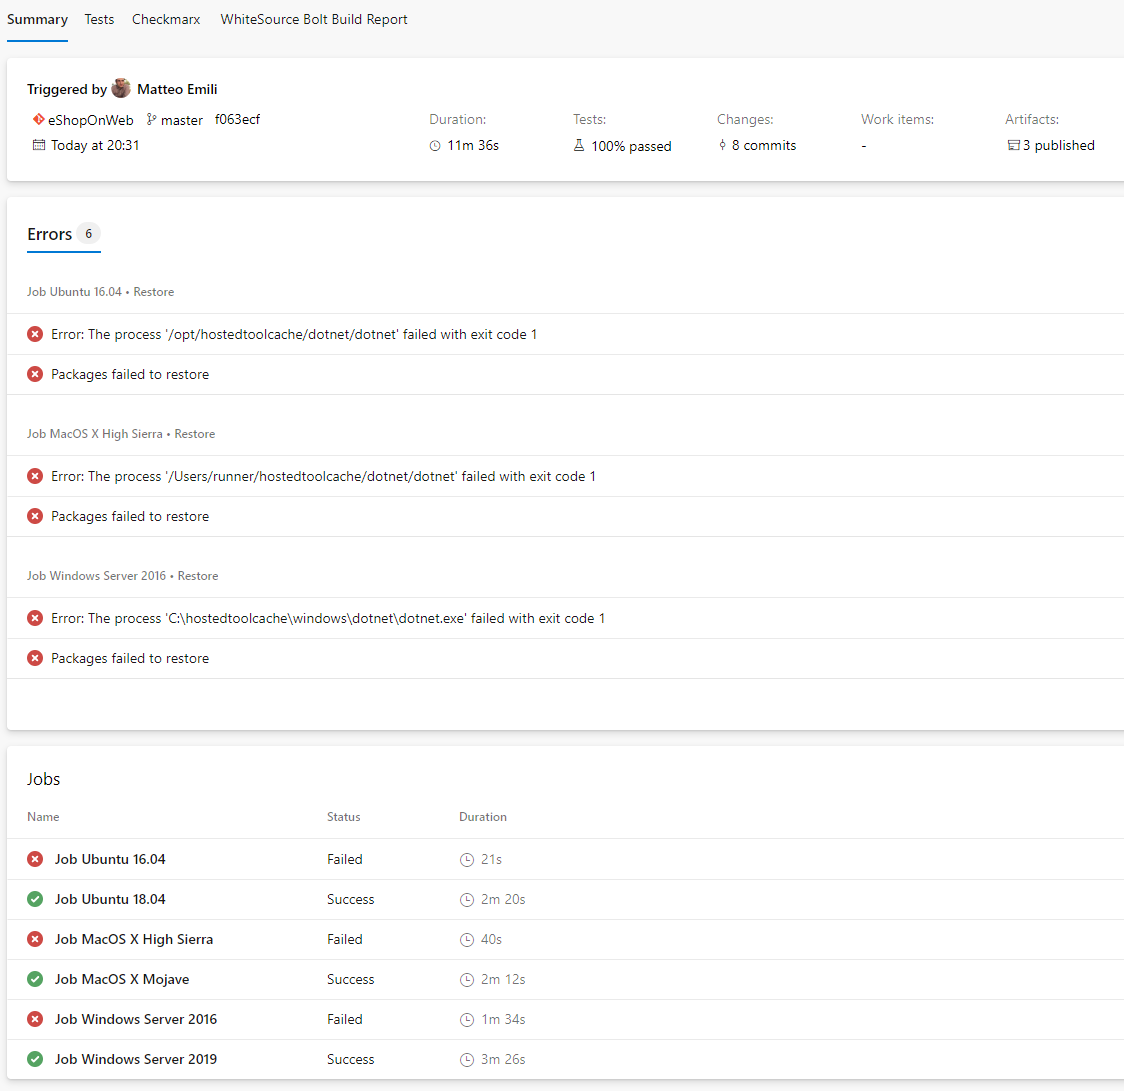 Summary Tests Checkmarx WhiteSource Bolt Build Report
Triggered by Matteo Emili
eShopOnWeb master f063ecf Duration: Tests: Changes: Work items: Artifacts:
Today at 20:31 11m 36s 100% passed 8 commits - 3 published
Errors 6
Job Ubuntu 16.04 • Restore
Error: The process '/opt/hostedtoolcache/dotnet/dotnet' failed with exit code 1
Packages failed to restore
Job MacOS X High Sierra • Restore
Error: The process '/Users/runner/hostedtoolcache/dotnet/dotnet' failed with exit code 1
Packages failed to restore
Job Windows Server 2016 • Restore
Error: The process 'C:\hostedtoolcache\windows\dotnet\dotnet.exe' failed with exit code 1
Packages failed to restore
Jobs
Name Status Duration
Job Ubuntu 16.04 Failed 21s
Job Ubuntu 18.04 Success 2m 20s
Job MacOS X High Sierra Failed 40s
Job MacOS X Mojave Success 2m 12s
Job Windows Server 2016 Failed 1m 34s
Job Windows Server 2019 Success 3m 26s